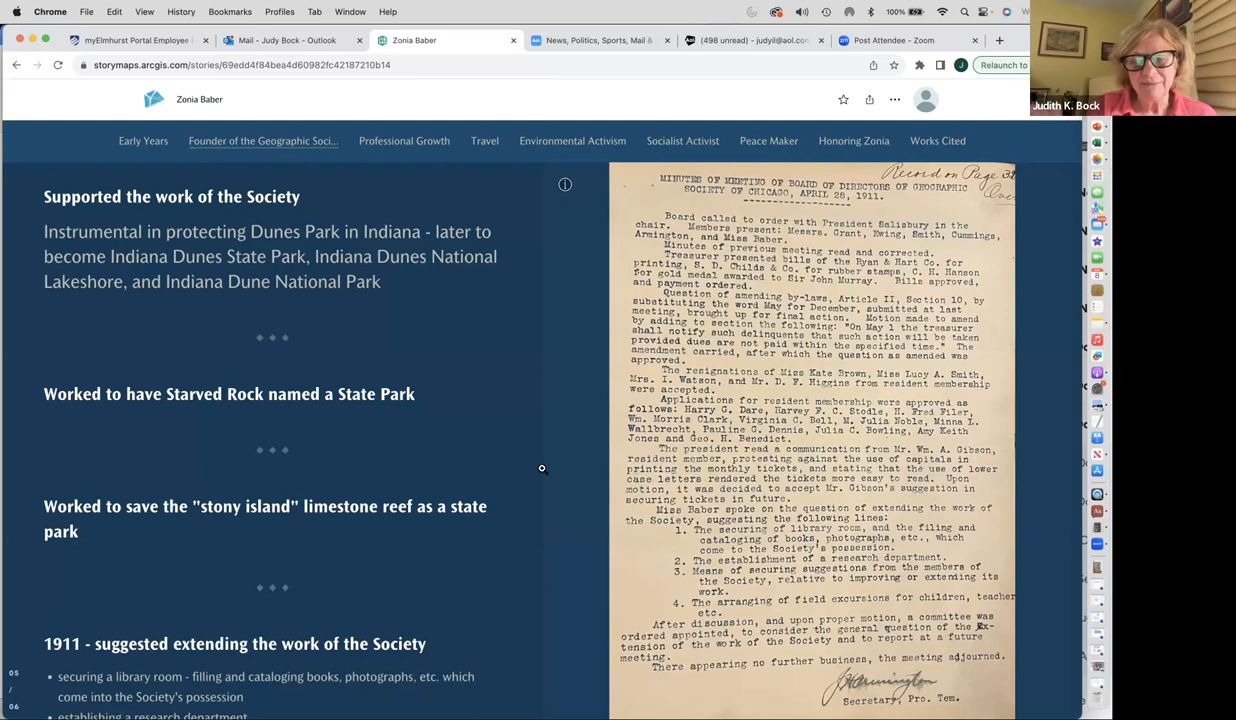 Chrome File Edit View History Bookmarks Profiles Tab Window Help
100%
myElmhurst Portal Employee
Mail - Judy Bock - Outlook
Zonia Baber
News, Politics, Sports, Mail &
(498 unread) - judyil@aol.com
Post Attendee - Zoom
storymaps.arcgis.com/stories/69edd4f84bea4d60982fc42187210b14
Relaunch to
Judith K. Bock
Zonia Baber
Early Years
Founder of the Geographic Soci...
Professional Growth
Travel
Environmental Activism
Socialist Activist
Peace Maker
Honoring Zonia
Works Cited
Supported the work of the Society
Instrumental in protecting Dunes Park in Indiana - later to
become Indiana Dunes State Park, Indiana Dunes National
Lakeshore, and Indiana Dune National Park
Worked to have Starved Rock named a State Park
Worked to save the "stony island" limestone reef as a state
park
1911 - suggested extending the work of the Society
• securing a library room - filling and cataloging books, photographs, etc. which
come into the Society's possession
• establishing a research department
05
/
06
Record on Page
Over
MINUTES OF MEETING OF BOARD OF DIRECTORS OF GEOGRAPHIC
SOCIETY OF CHICAGO, APRIL 28, 1911.
Board called to order with President Salisbury in the
chair. Members present: Messrs. Grant, Ewing, Smith, Cummings,
Armington, and Miss Baber.
Minutes of previous meeting read and corrected.
Treasurer presented bills of the Ryan & Hart Co. for
printing, S. D. Childs & Co. for rubber stamps, C. H. Hanson
for gold medal awarded to Sir John Murray. Bills approved,
and payment ordered.
Question of amending by-laws, Article II, Section 10, by
substituting the word May for December, submitted at last
meeting, brought up for final action. Motion made to amend
by adding to section the following: "On May 1 the treasurer
shall notify such delinquents that such action will be taken
provided dues are not paid within the specified time." The
amendment carried, after which the question as amended was
approved.
The resignations of Miss Kate Brown, Miss Lucy A. Smith,
Mrs. I. Watson, and Mr. D. F. Higgins from resident membership
were accepted.
Applications for resident membership were approved as
follows: Harry G. Dare, Harvey F. C. Stodle, H. Fred Filer,
Wm. Morris Clark, Virginia C. Bell, M. Julia Noble, Minna L.
Wallbrecht, Pauline G. Dennis, Julia C. Bowling, Amy Keith
Jones and Geo. H. Benedict.
The president read a communication from Mr. Wm. A. Gibson,
resident member, protesting against the use of capitals in
printing the monthly tickets, and stating that the use of lower
case letters rendered the tickets more easy to read. Upon
motion, it was decided to accept Mr. Gibson's suggestion in
securing tickets in future.
Miss Baber spoke on the question of extending the work of
the Society, suggesting the following lines:
1. The securing of library room, and the filing and
cataloging of books, photographs, etc., which
come to the Society's possession.
2. The establishment of a research department.
3. Means of securing suggestions from the members of
the Society, relative to improving or extending its
work.
4. The arranging of field excursions for children, teacher
etc.
After discussion, and upon proper motion, a committee was
ordered appointed, to consider the general question of the Ex-
tension of the work of the Society and to report at a future
meeting.
There appearing no further business, the meeting adjourned.
Secretary, Pro. Tem.